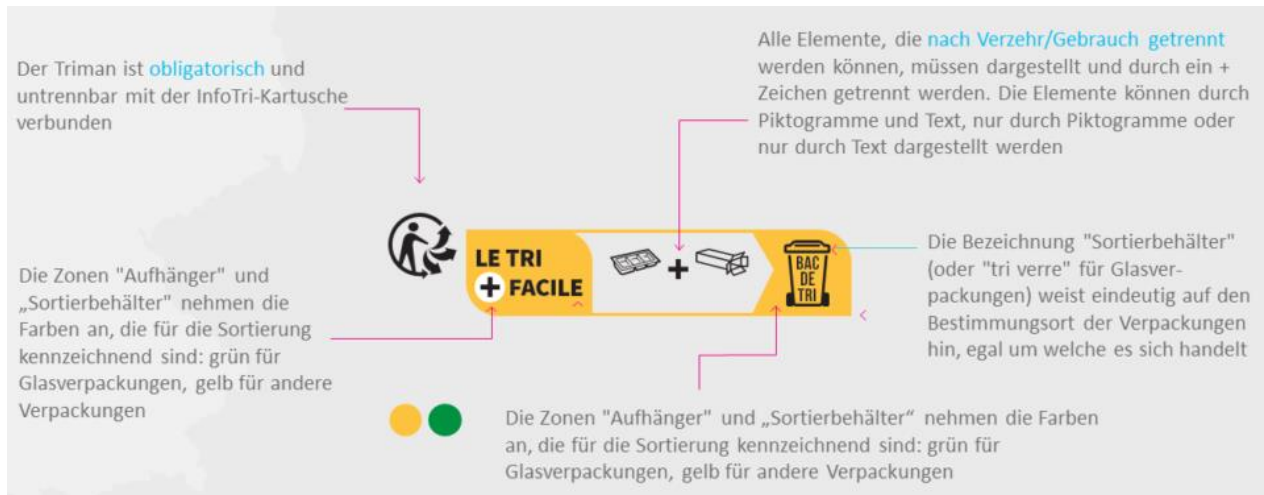 Der Triman ist obligatorisch und
untrennbar mit der InfoTri-Kartusche
verbunden
Alle Elemente, die nach Verzehr/Gebrauch getrennt
werden können, müssen dargestellt und durch ein +
Zeichen getrennt werden. Die Elemente können durch
Piktogramme und Text, nur durch Piktogramme oder
nur durch Text dargestellt werden
LE TRI
+ FACILE
+
BAC
DE
TRI
Die Bezeichnung "Sortierbehälter"
(oder "tri verre" für Glasver-
packungen) weist eindeutig auf den
Bestimmungsort der Verpackungen
hin, egal um welche es sich handelt
Die Zonen "Aufhänger" und
„Sortierbehälter" nehmen die
Farben an, die für die Sortierung
kennzeichnend sind: grün für
Glasverpackungen, gelb für andere
Verpackungen
Die Zonen "Aufhänger" und „Sortierbehälter“ nehmen die Farben
an, die für die Sortierung kennzeichnend sind: grün für
Glasverpackungen, gelb für andere Verpackungen